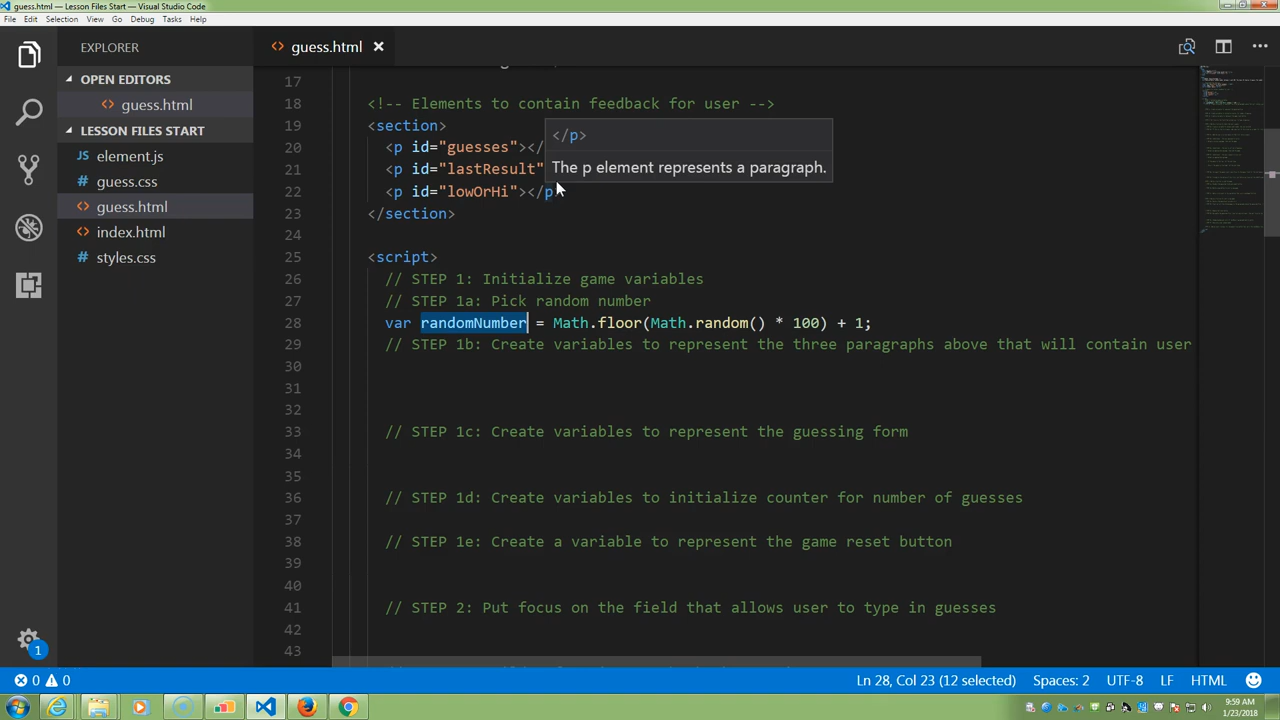 guess.html — Lesson Files Start — Visual Studio Code
File Edit Selection View Go Debug Tasks Help
EXPLORER
guess.html
OPEN EDITORS
guess.html
LESSON FILES START
element.js
guess.css
guess.html
index.html
styles.css
17
18 <!-- Elements to contain feedback for user -->
19 <section>
</p>
20 <p id="guesses"></
The p element represents a paragraph.
21 <p id="lastRes
22 <p id="lowOrHi"></p
23 </section>
24
25 <script>
26 // STEP 1: Initialize game variables
27 // STEP 1a: Pick random number
28 var randomNumber = Math.floor(Math.random() * 100) + 1;
29 // STEP 1b: Create variables to represent the three paragraphs above that will contain user
30
31
32
33 // STEP 1c: Create variables to represent the guessing form
34
35
36 // STEP 1d: Create variables to initialize counter for number of guesses
37
38 // STEP 1e: Create a variable to represent the game reset button
39
40
41 // STEP 2: Put focus on the field that allows user to type in guesses
42
43
1
0 0 Ln 28, Col 23 (12 selected) Spaces: 2 UTF-8 LF HTML
9:59 AM
1/23/2018